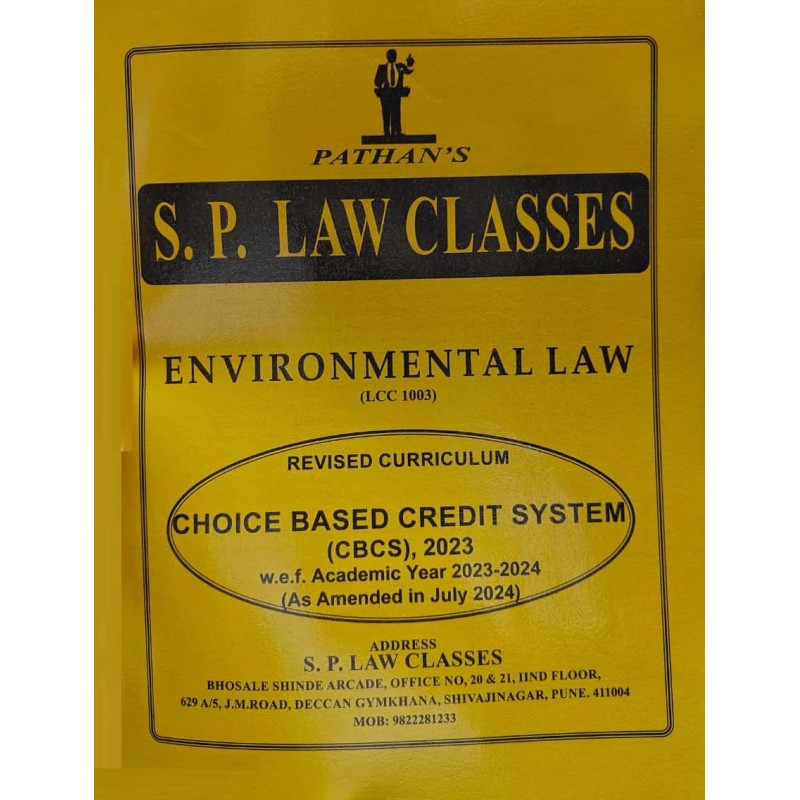 PATHAN'S
S. P. LAW CLASSES
ENVIRONMENTAL LAW
(LCC 1003)
REVISED CURRICULUM
CHOICE BASED CREDIT SYSTEM
(CBCS), 2023
w.e.f. Academic Year 2023-2024
(As Amended in July 2024)
ADDRESS
S. P. LAW CLASSES
BHOSALE SHINDE ARCADE, OFFICE NO, 20 & 21, IIND FLOOR,
629 A/5, J.M.ROAD, DECCAN GYMKHANA, SHIVAJINAGAR, PUNE. 411004
MOB: 9822281233